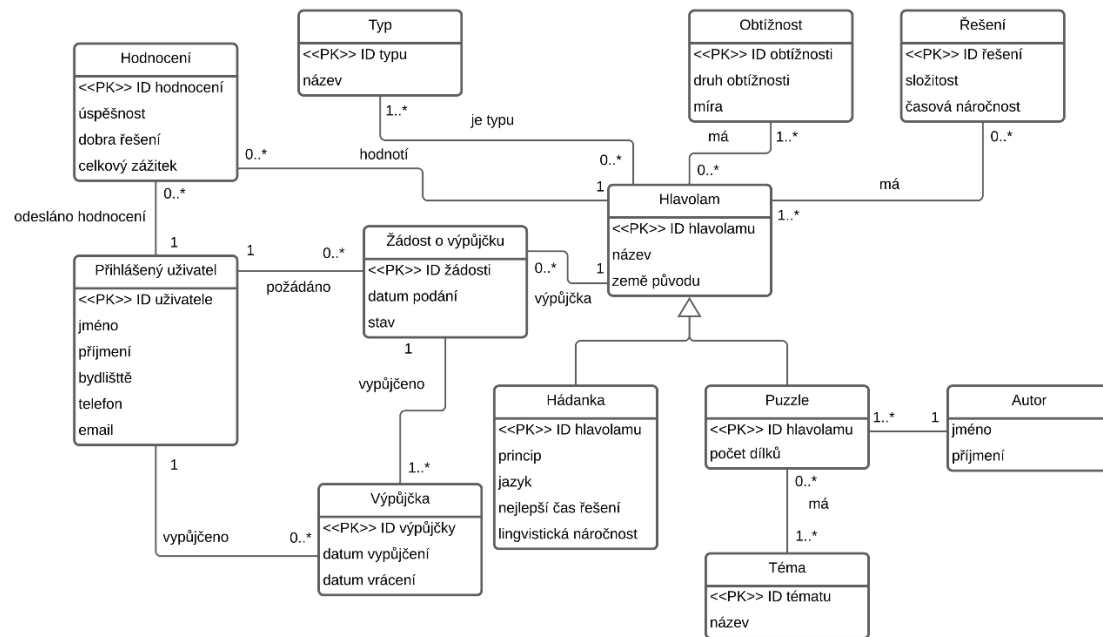 Typ
<<PK>> ID typu
název
Obtížnost
<<PK>> ID obtížnosti
druh obtížnosti
míra
Řešení
<<PK>> ID řešení
složitost
časová náročnost
Hodnocení
<<PK>> ID hodnocení
úspěšnost
dobra řešení
celkový zážitek
1..*
je typu
0..*
1..*
má
0..*
0..*
má
1..*
0..*
hodnotí
1
0..*
odesláno hodnocení
1
Hlavolam
<<PK>> ID hlavolamu
název
země původu
Přihlášený uživatel
<<PK>> ID uživatele
jméno
příjmení
bydlišttě
telefon
email
1
požádáno
0..*
Žádost o výpůjčku
<<PK>> ID žádosti
datum podání
stav
0..*
výpůjčka
1
1
vypůjčeno
1..*
1
vypůjčeno
0..*
Výpůjčka
<<PK>> ID výpůjčky
datum vypůjčení
datum vrácení
Hádanka
<<PK>> ID hlavolamu
princip
jazyk
nejlepší čas řešení
lingvistická náročnost
Puzzle
<<PK>> ID hlavolamu
počet dílků
1..*
1
Autor
jméno
příjmení
0..*
má
1..*
Téma
<<PK>> ID tématu
název